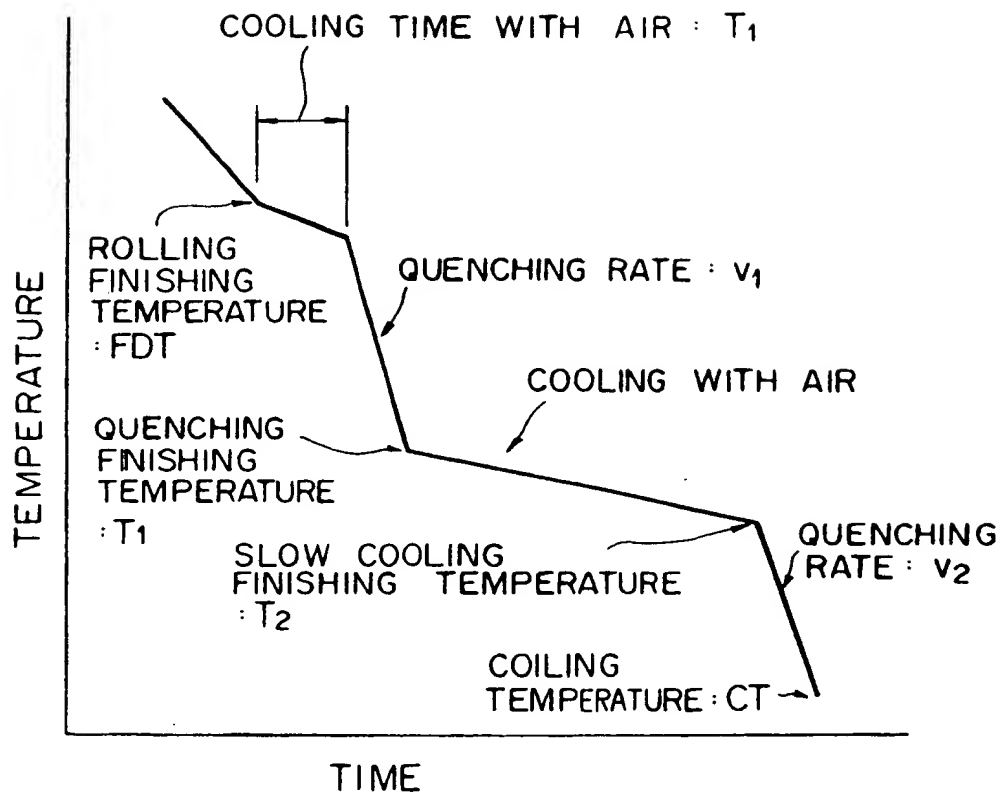 COOLING TIME WITH AIR : T1
ROLLING
FINISHING
TEMPERATURE
: FDT
QUENCHING RATE : v1
COOLING WITH AIR
QUENCHING
FINISHING
TEMPERATURE
: T1
SLOW COOLING
FINISHING TEMPERATURE
: T2
QUENCHING
RATE : v2
COILING
TEMPERATURE : CT
TEMPERATURE
TIME